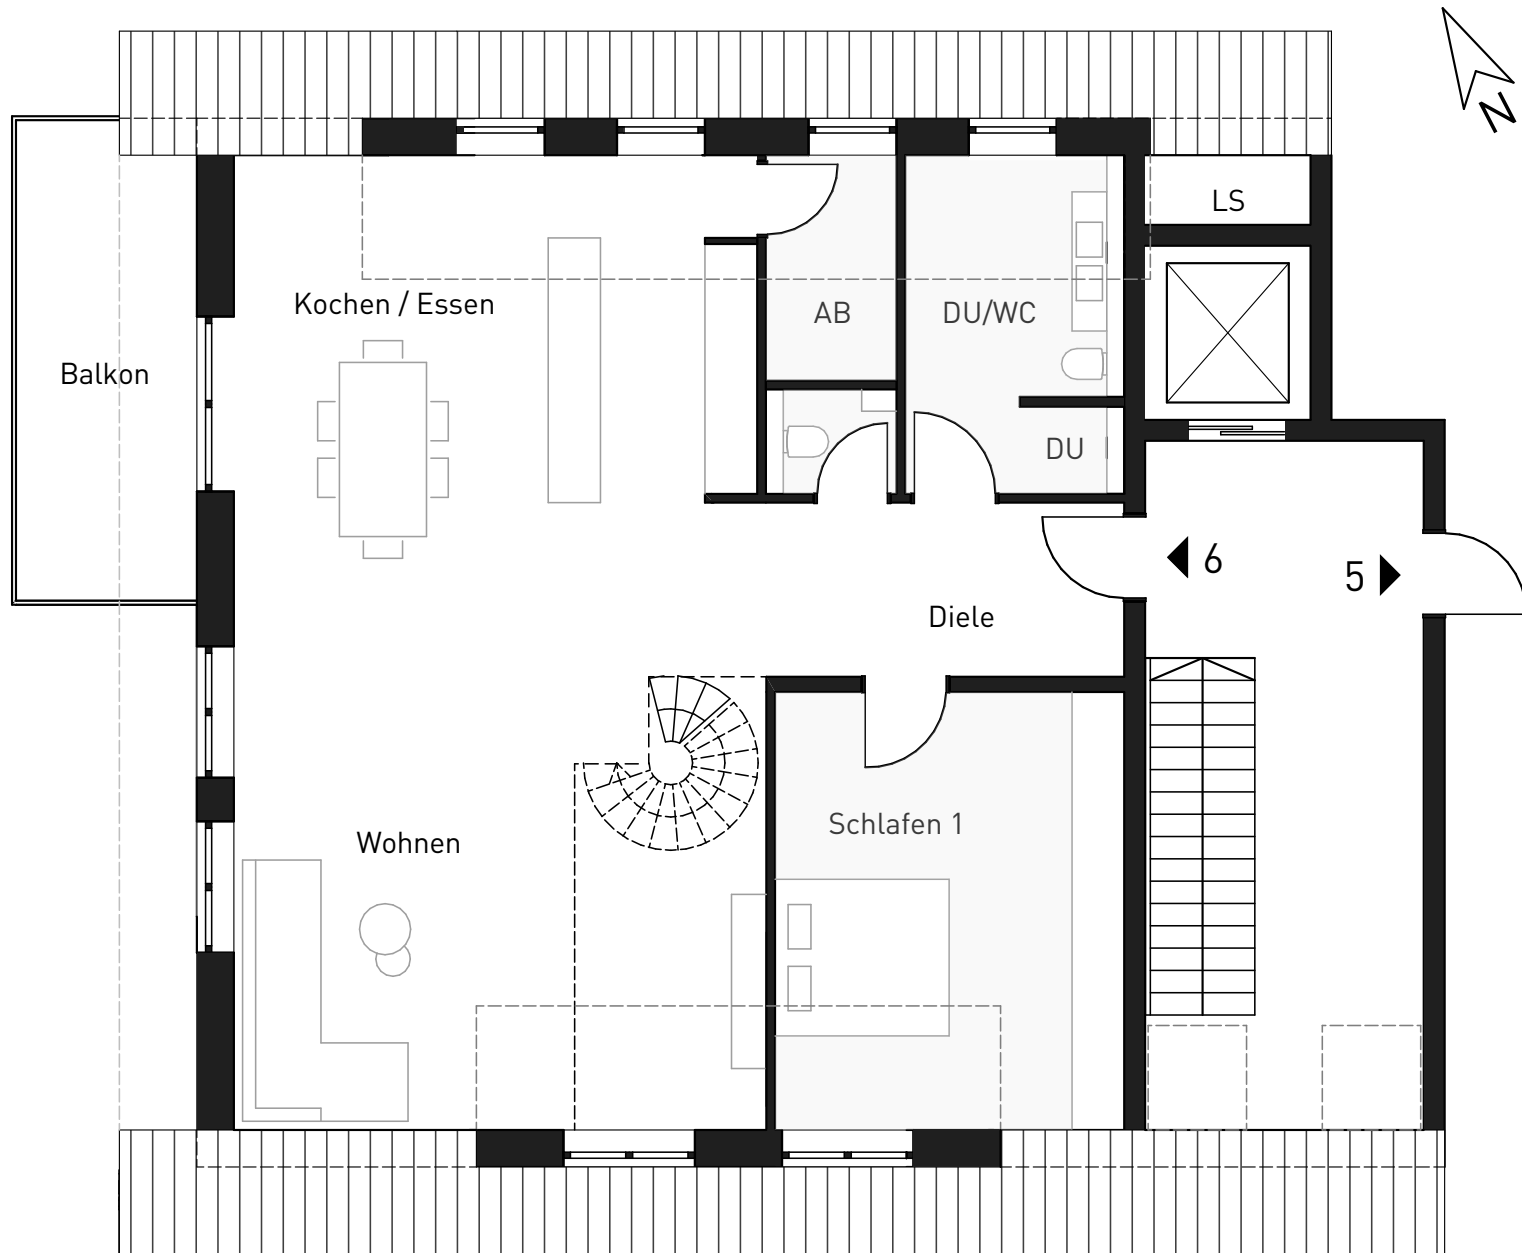 N
LS
Kochen / Essen
AB
DU/WC
Balkon
DU
6
5
Diele
Schlafen 1
Wohnen